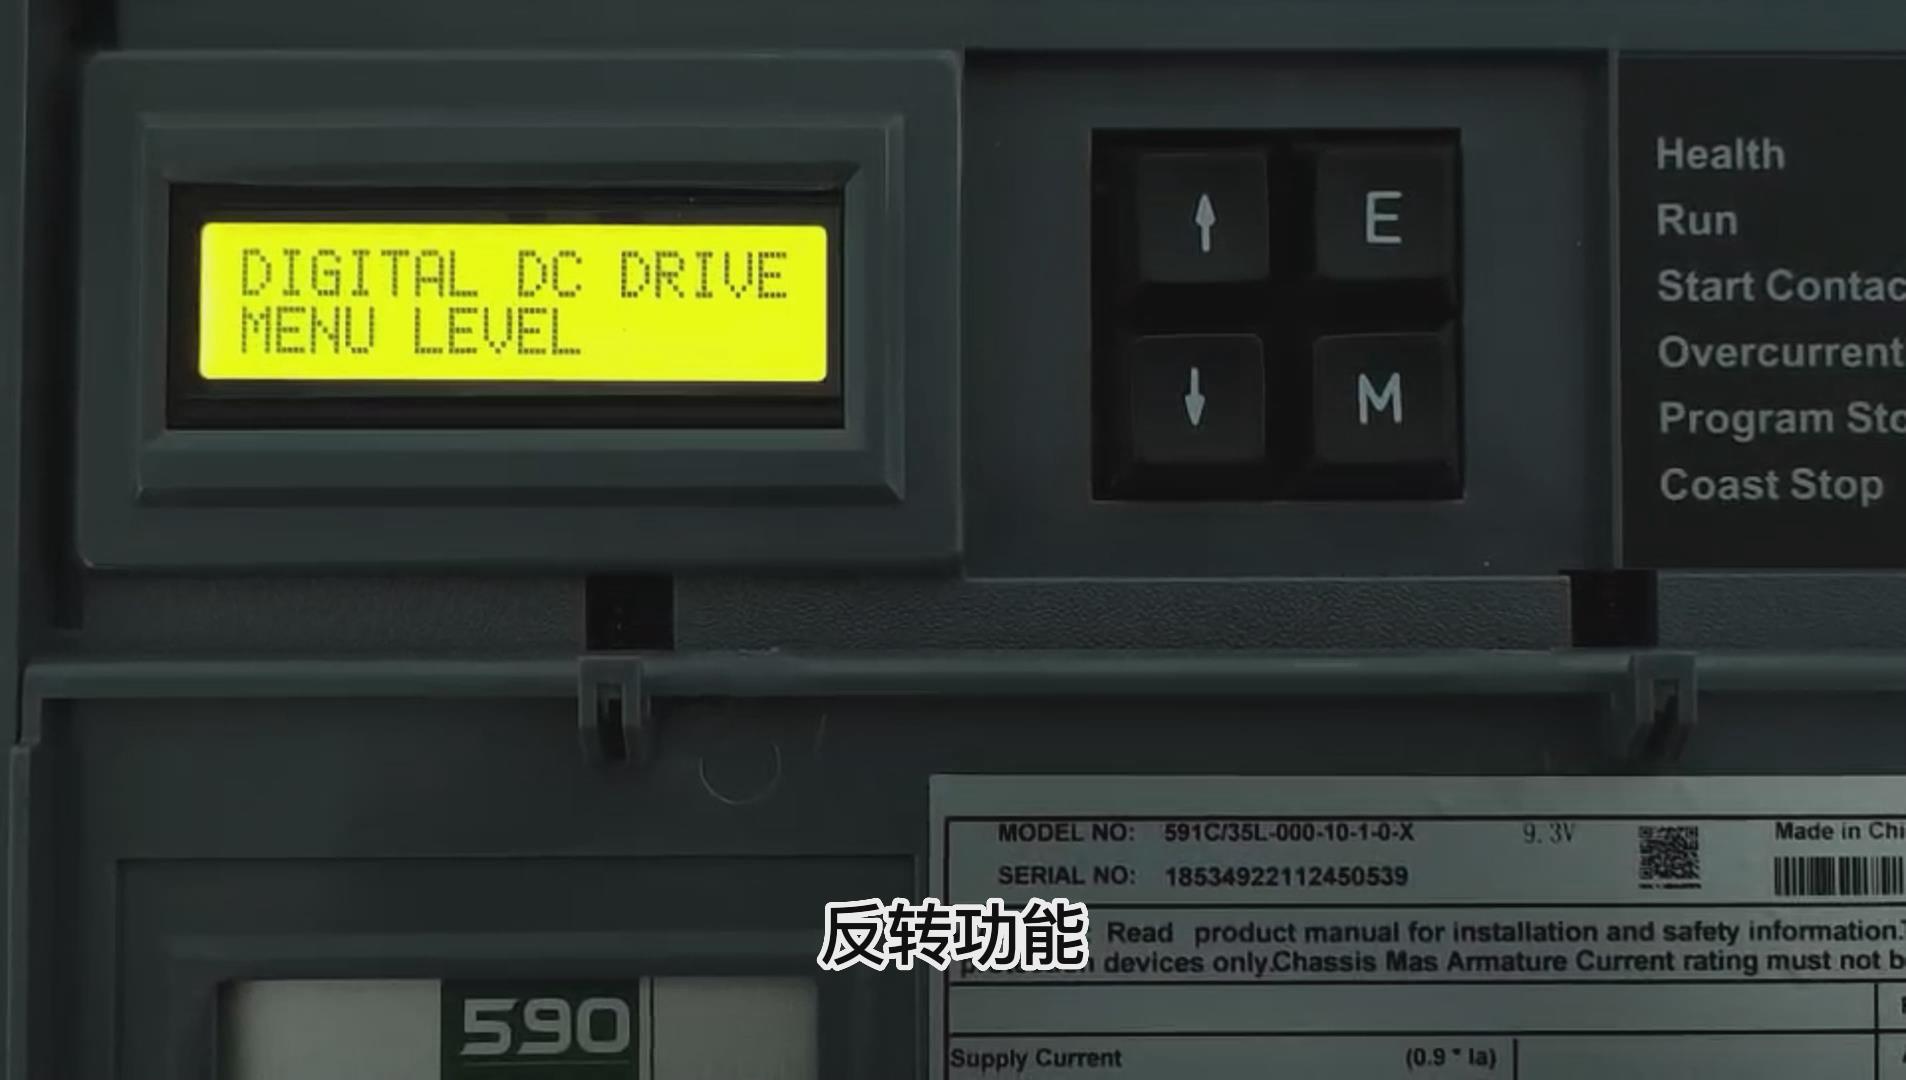 DIGITAL DC DRIVE
MENU LEVEL
↑ E
↓ M
Health
Run
Start Contac
Overcurrent
Program Sto
Coast Stop
MODEL NO: 591C/35L-000-10-1-0-X 9.3V Made in Chi
SERIAL NO: 18534922112450539
Read product manual for installation and safety information.
devices only.Chassis Mas Armature Current rating must not b
反转功能
590
Supply Current (0.9 * Ia)